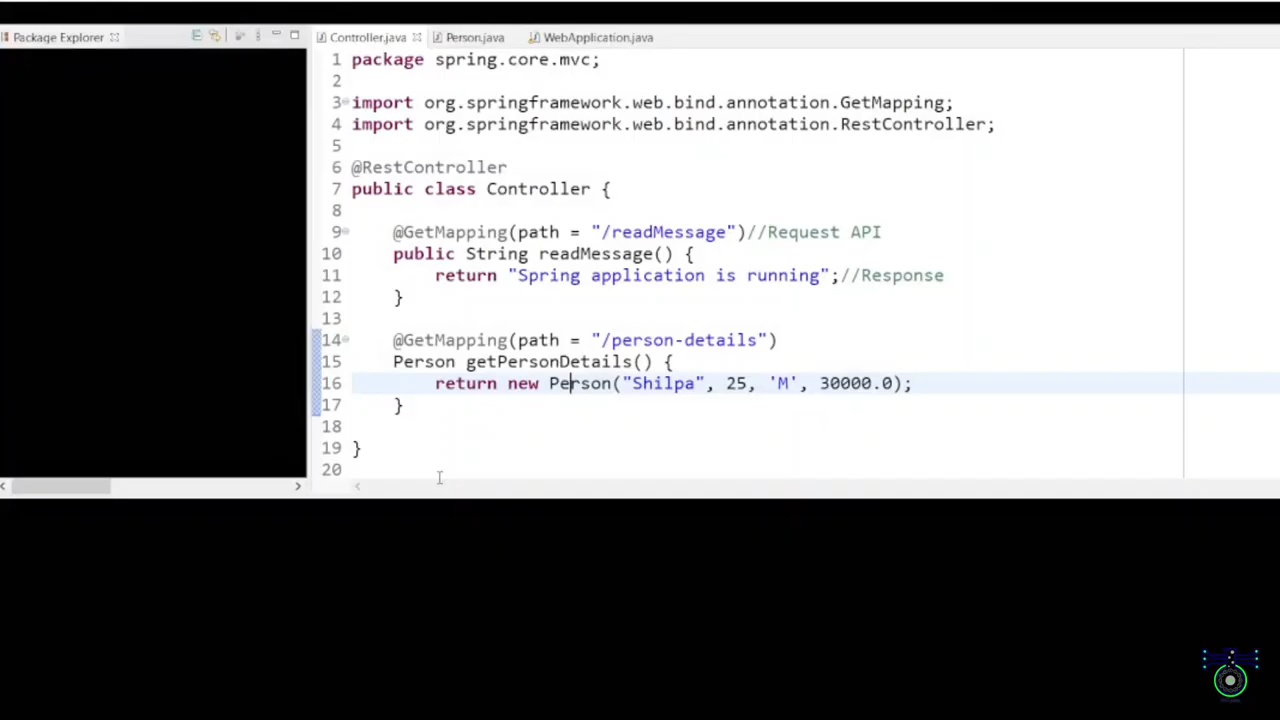 Package Explorer
Controller.java Person.java WebApplication.java
1 package spring.core.mvc;
2
3 import org.springframework.web.bind.annotation.GetMapping;
4 import org.springframework.web.bind.annotation.RestController;
5
6 @RestController
7 public class Controller {
8
9 @GetMapping(path = "/readMessage")//Request API
10 public String readMessage() {
11 return "Spring application is running";//Response
12 }
13
14 @GetMapping(path = "/person-details")
15 Person getPersonDetails() {
16 return new Person("Shilpa", 25, 'M', 30000.0);
17 }
18
19 }
20